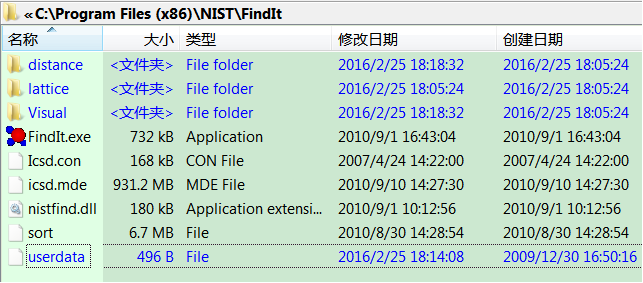 «C:\Program Files (x86)\NIST\FindIt
名称 大小 类型 修改日期 创建日期
distance <文件夹> File folder 2016/2/25 18:18:32 2016/2/25 18:05:24
lattice <文件夹> File folder 2016/2/25 18:05:24 2016/2/25 18:05:24
Visual <文件夹> File folder 2016/2/25 18:18:32 2016/2/25 18:05:24
FindIt.exe 732 kB Application 2010/9/1 16:43:04 2010/9/1 16:43:04
Icsd.con 168 kB CON File 2007/4/24 14:22:00 2007/4/24 14:22:00
icsd.mde 931.2 MB MDE File 2010/9/10 14:27:30 2010/9/10 14:27:30
nistfind.dll 180 kB Application extensi... 2010/9/1 10:12:56 2010/9/1 10:12:56
sort 6.7 MB File 2010/8/30 14:28:54 2010/8/30 14:28:54
userdata 496 B File 2016/2/25 18:14:08 2009/12/30 16:50:16